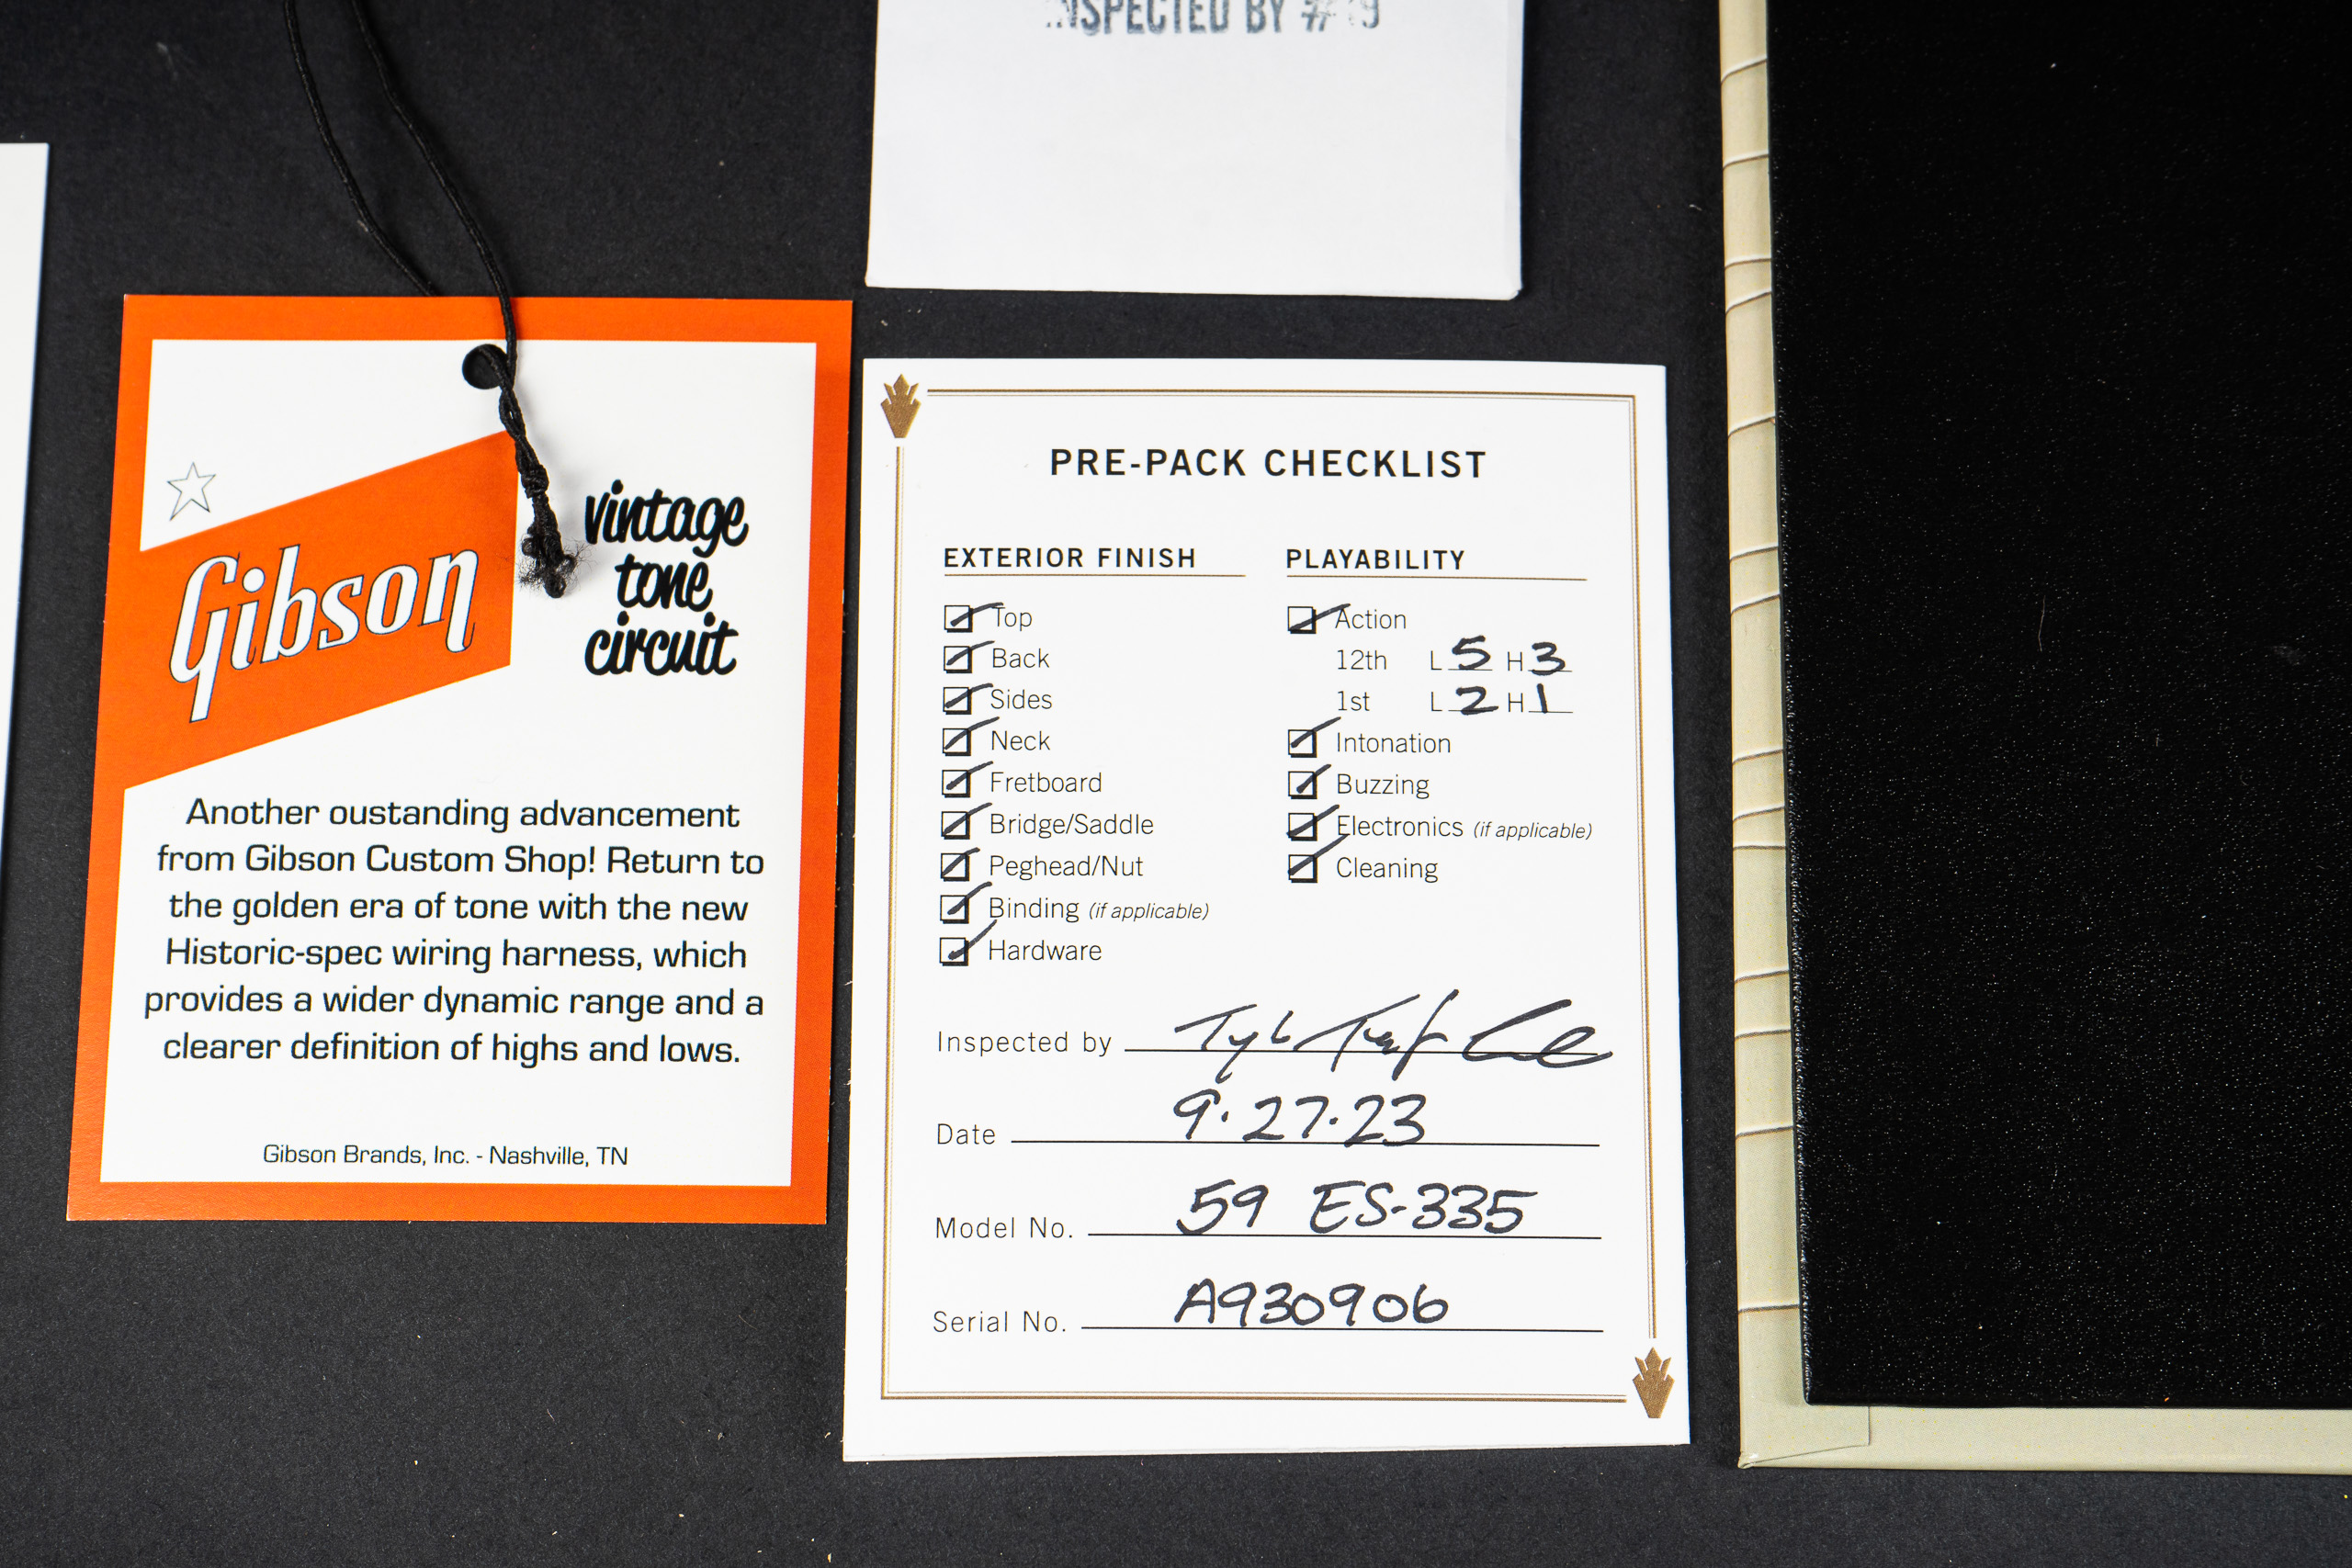 INSPECTED BY #
Gibson
vintage
tone
circuit
Another oustanding advancement
from Gibson Custom Shop! Return to
the golden era of tone with the new
Historic-spec wiring harness, which
provides a wider dynamic range and a
clearer definition of highs and lows.
Gibson Brands, Inc. - Nashville, TN
PRE-PACK CHECKLIST
EXTERIOR FINISH
Top
Back
Sides
Neck
Fretboard
Bridge/Saddle
Peghead/Nut
Binding (if applicable)
Hardware
PLAYABILITY
Action
12th L 5 H 3
1st L 2 H 1
Intonation
Buzzing
Electronics (if applicable)
Cleaning
Inspected by
Date 9.27.23
Model No. 59 ES-335
Serial No. A930906